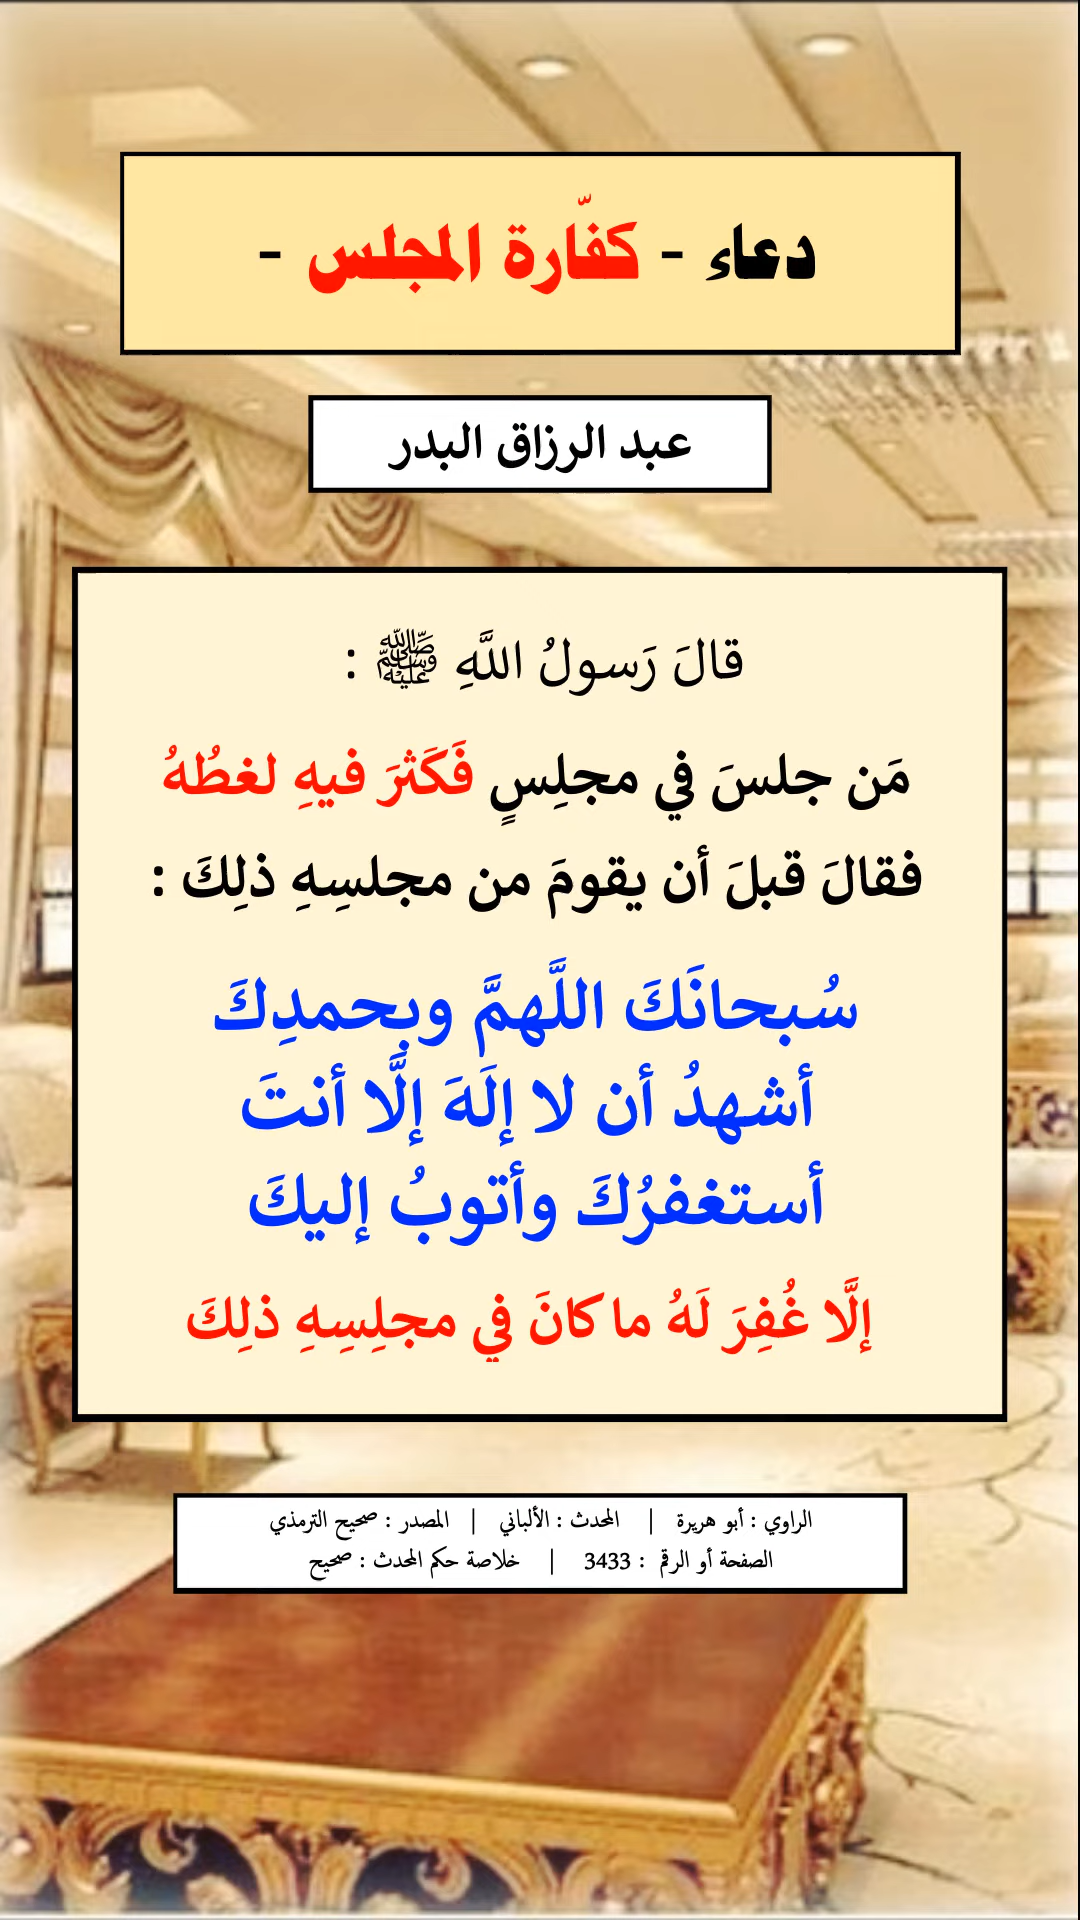 دعاء - كفّارة المجلس -
عبد الرزاق البدر
قالَ رَسولُ اللَّهِ ﷺ :
مَن جلسَ في مجلِسٍ فَكَثرَ فيهِ لغطُهُ
فقالَ قبلَ أن يقومَ من مجلسِهِ ذلِكَ :
سُبحانَكَ اللَّهمَّ وبِحمدِكَ
أشهدُ أن لا إلَهَ إلَّا أنتَ
أستغفرُكَ وأتوبُ إليكَ
إلَّا غُفِرَ لَهُ ما كانَ في مجلِسِهِ ذلِكَ
الراوي : أبو هريرة | المحدث : الألباني | المصدر : صحيح الترمذي
الصفحة أو الرقم : 3433 | خلاصة حكم المحدث : صحيح